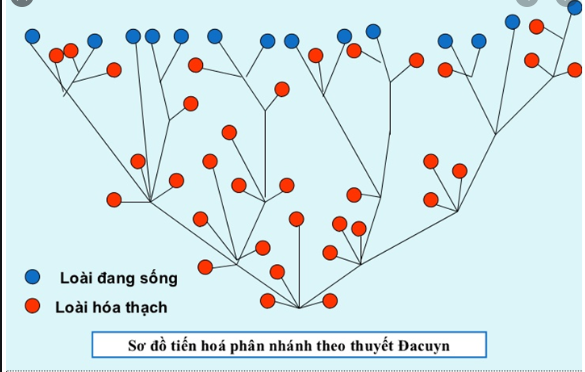 Loài đang sống
Loài hóa thạch
Sơ đồ tiến hoá phân nhánh theo thuyết Đacuyn